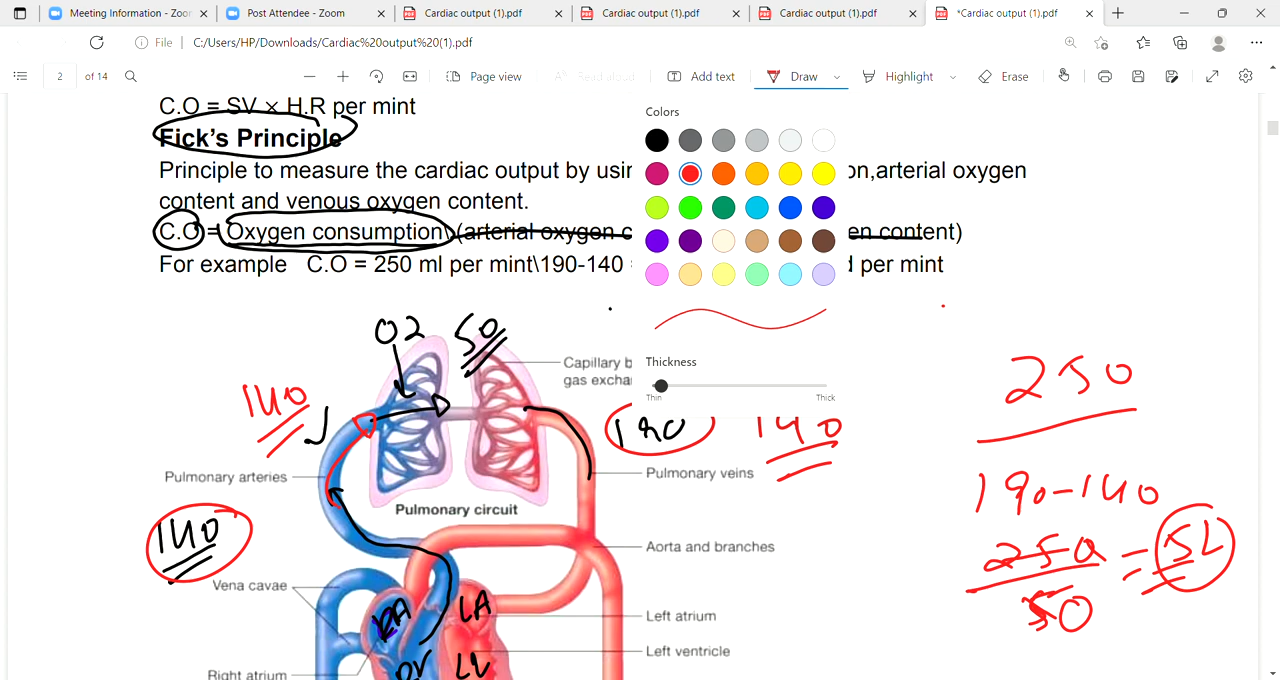 Meeting Information - Zoor
Post Attendee - Zoom
Cardiac output (1).pdf
Cardiac output (1).pdf
Cardiac output (1).pdf
*Cardiac output (1).pdf
File
C:/Users/HP/Downloads/Cardiac%20output%20(1).pdf
2 of 14
Page view
Read aloud
Add text
Draw
Highlight
Erase
C.O = SV × H.R per mint
Fick's Principle
Principle to measure the cardiac output by usin on,arterial oxygen
content and venous oxygen content.
C.O = Oxygen consumption\(arterial oxygen c en content)
For example C.O = 250 ml per mint\190-140 = d per mint
Colors
Thickness
Thin Thick
O2 50
Capillary b
gas excha
140
190 140
250
190-140
250 = 5L
50
Pulmonary arteries
Pulmonary veins
Pulmonary circuit
140
Aorta and branches
Vena cavae
RA LA
Left atrium
LV
Left ventricle
Right atrium